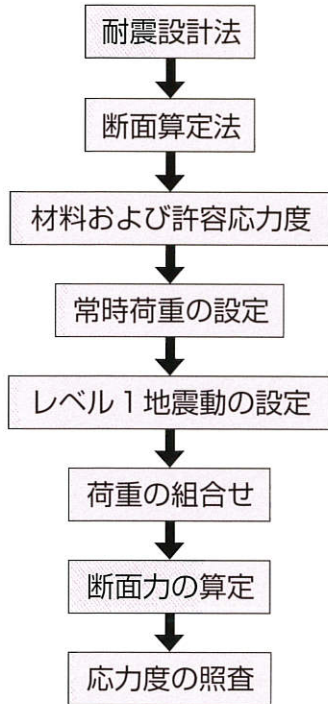 耐震設計法
断面算定法
材料および許容応力度
常時荷重の設定
レベル1地震動の設定
荷重の組合せ
断面力の算定
応力度の照査